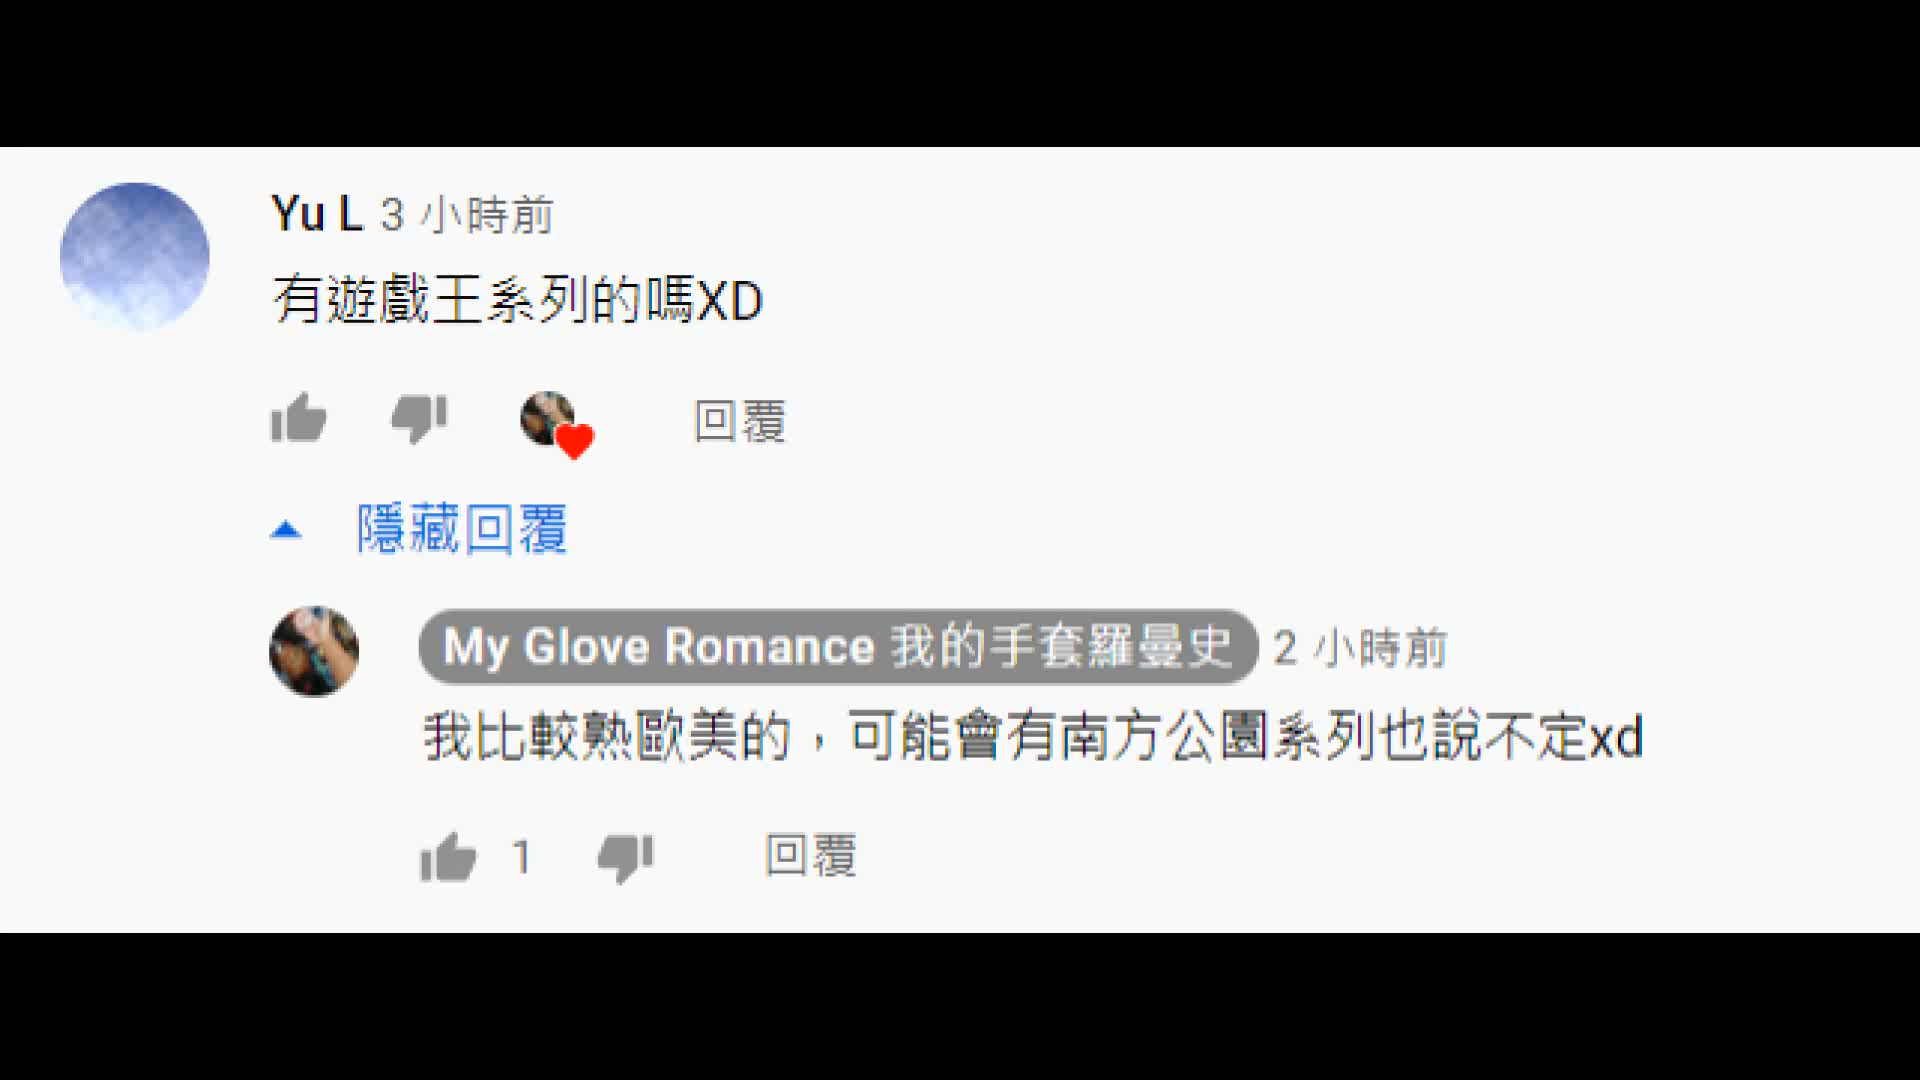 Yu L 3 小時前
有遊戲王系列的嗎XD
回覆
隱藏回覆
My Glove Romance 我的手套羅曼史 2 小時前
我比較熟歐美的，可能會有南方公園系列也說不定xd
1 回覆